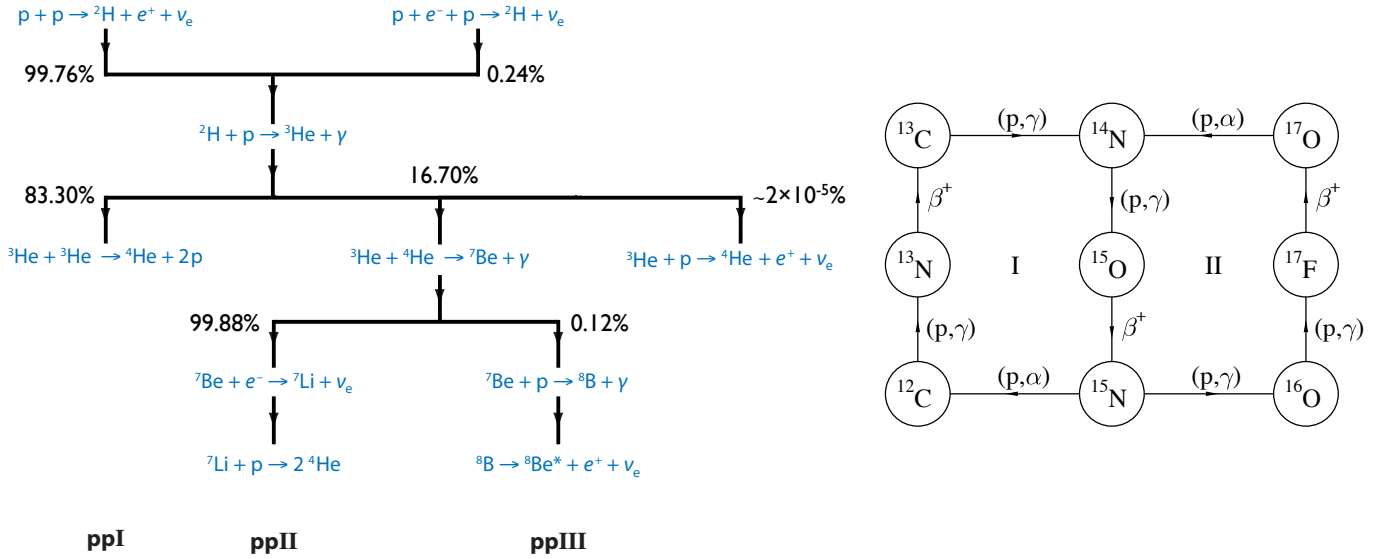 p + p → ²H + e⁺ + νₑ
p + e⁻ + p → ²H + νₑ
99.76%
0.24%
²H + p → ³He + γ
83.30%
16.70%
~2×10⁻⁵%
³He + ³He → ⁴He + 2p
³He + ⁴He → ⁷Be + γ
³He + p → ⁴He + e⁺ + νₑ
99.88%
0.12%
⁷Be + e⁻ → ⁷Li + νₑ
⁷Be + p → ⁸B + γ
⁷Li + p → 2 ⁴He
⁸B → ⁸Be* + e⁺ + νₑ
ppI
ppII
ppIII
¹³C
(p,γ)
¹⁴N
(p,α)
¹⁷O
β⁺
(p,γ)
β⁺
¹³N
I
¹⁵O
II
¹⁷F
(p,γ)
β⁺
(p,γ)
¹²C
(p,α)
¹⁵N
(p,γ)
¹⁶O